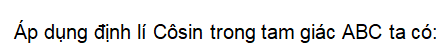 Áp dụng định lí Côsin trong tam giác ABC ta có: